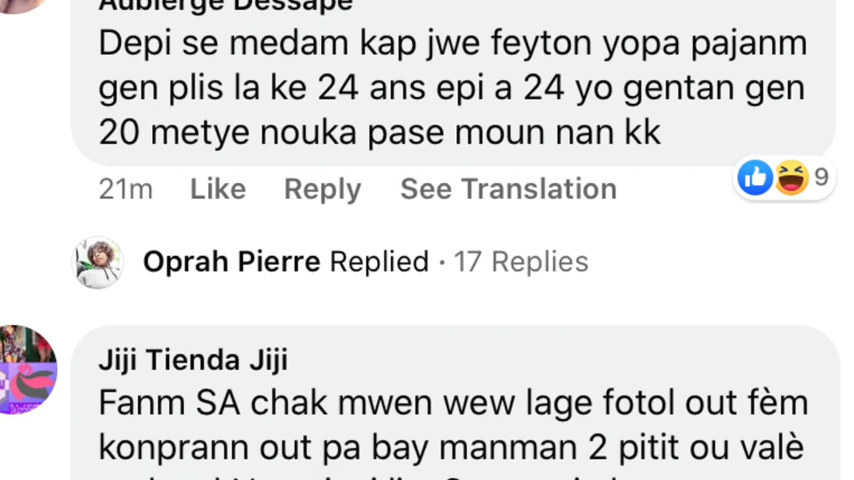 Aubierge Dessape
Depi se medam kap jwe feyton yopa pajanm
gen plis la ke 24 ans epi a 24 yo gentan gen
20 metye nouka pase moun nan kk
21m Like Reply See Translation 9
Oprah Pierre Replied · 17 Replies
Jiji Tienda Jiji
Fanm SA chak mwen wew lage fotol out fèm
konprann out pa bay manman 2 pitit ou valè